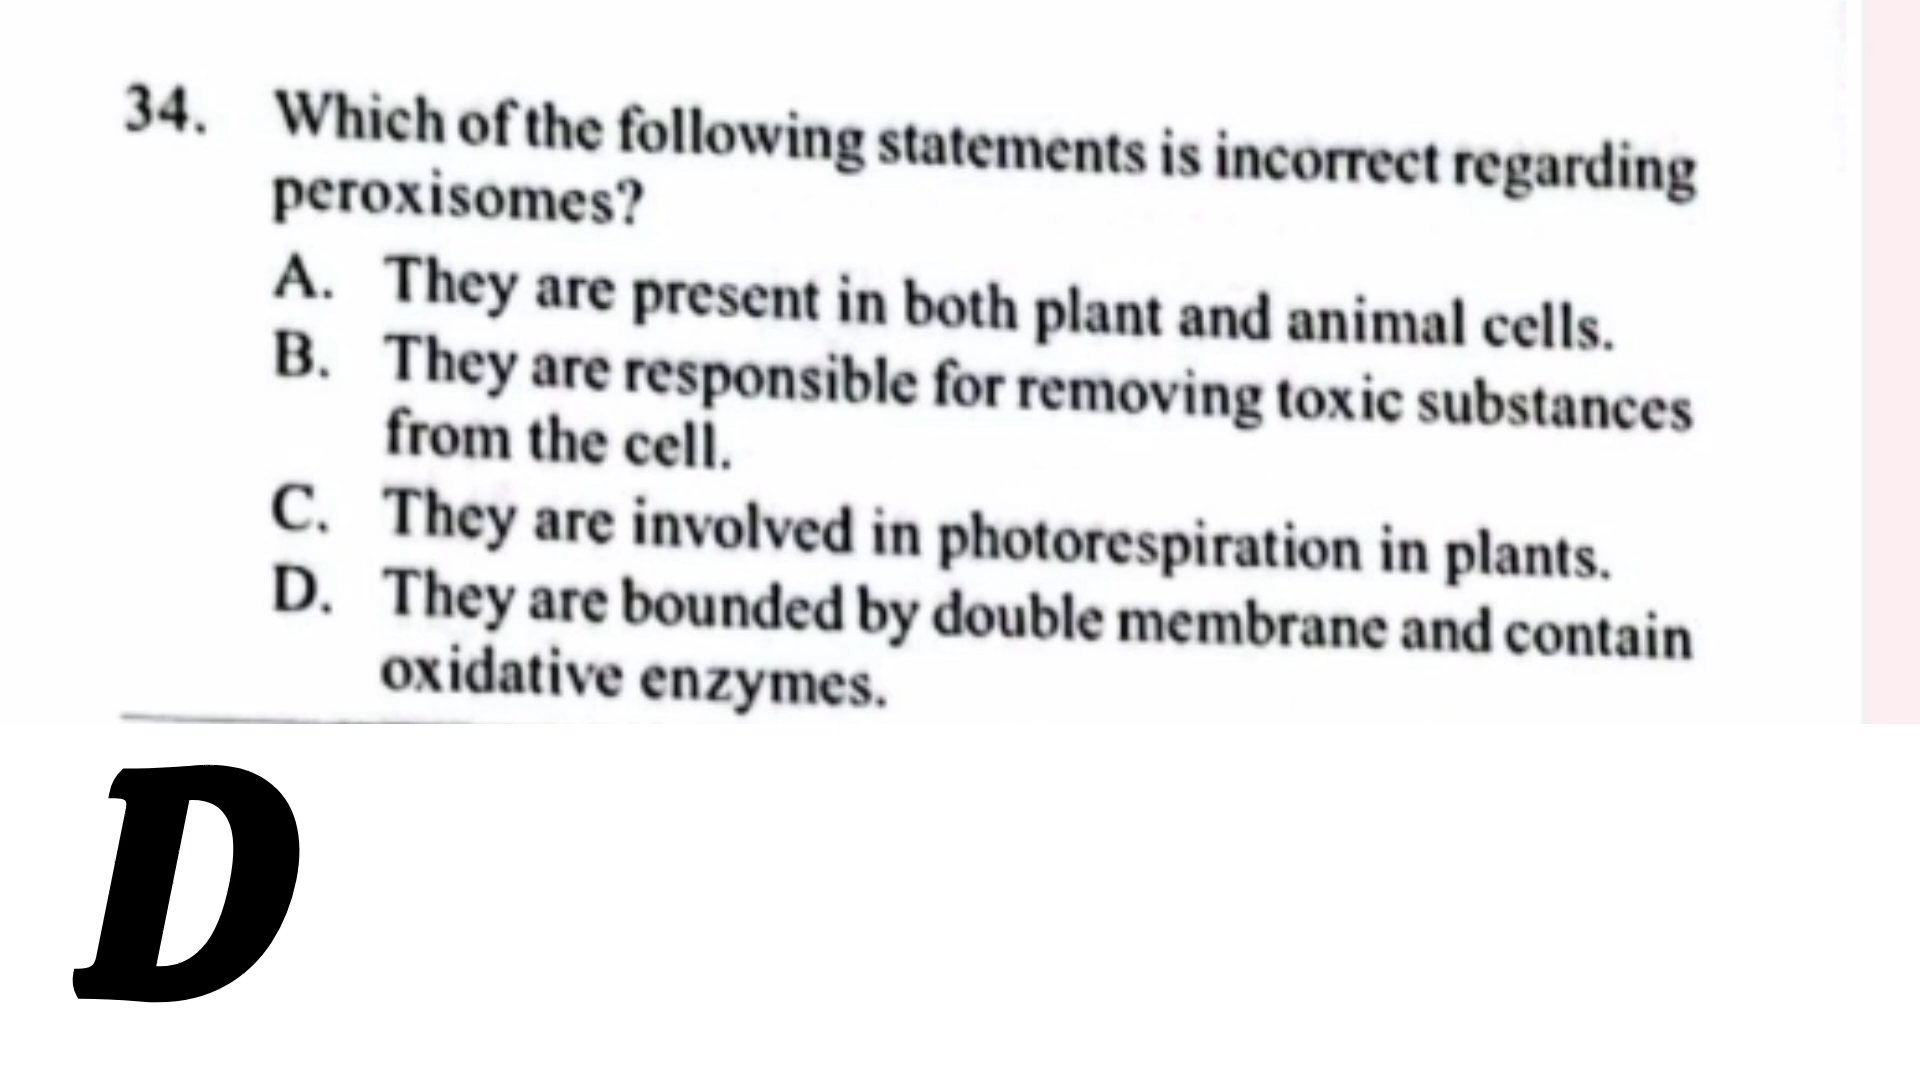 34. Which of the following statements is incorrect regarding
peroxisomes?
A. They are present in both plant and animal cells.
B. They are responsible for removing toxic substances
from the cell.
C. They are involved in photorespiration in plants.
D. They are bounded by double membrane and contain
oxidative enzymes.
D